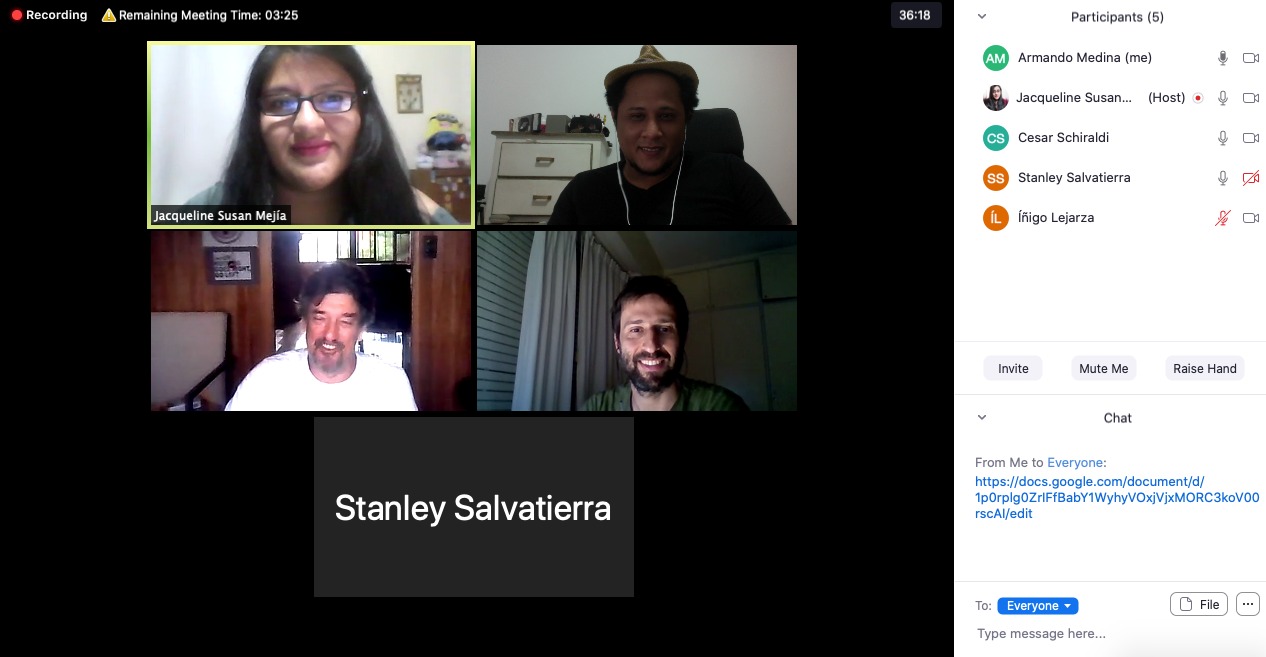 Recording
Remaining Meeting Time: 03:25
36:18
Jacqueline Susan Mejía
Stanley Salvatierra
Participants (5)
AM Armando Medina (me)
Jacqueline Susan... (Host)
CS Cesar Schiraldi
SS Stanley Salvatierra
ÍL Íñigo Lejarza
Invite Mute Me Raise Hand
Chat
From Me to Everyone:
https://docs.google.com/document/d/
1p0rplg0ZrlFfBabY1WyhyVOxjVjxMORC3koV00
rscAI/edit
To: Everyone File ...
Type message here...